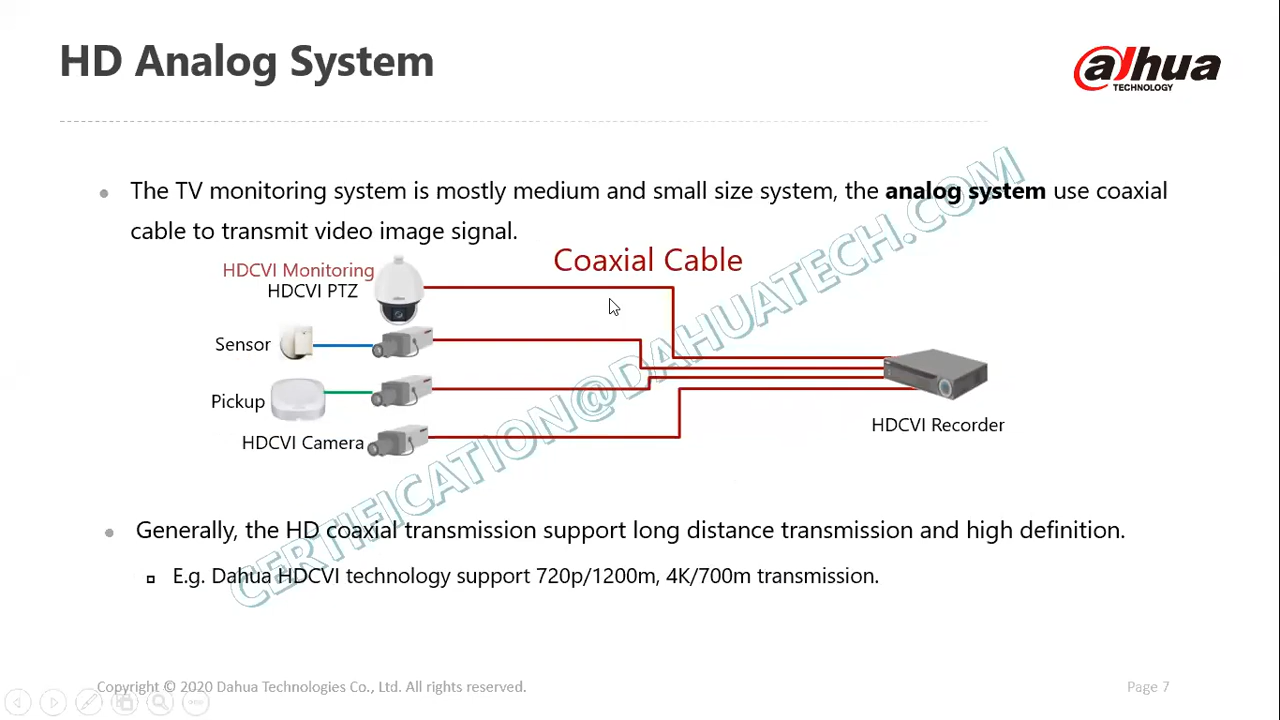 HD Analog System
alhua
TECHNOLOGY
The TV monitoring system is mostly medium and small size system, the analog system use coaxial
cable to transmit video image signal.
Coaxial Cable
HDCVI Monitoring
HDCVI PTZ
Sensor
Pickup
HDCVI Camera
HDCVI Recorder
CERTIFICATION@DAHUATECH.COM
Generally, the HD coaxial transmission support long distance transmission and high definition.
E.g. Dahua HDCVI technology support 720p/1200m, 4K/700m transmission.
Copyright © 2020 Dahua Technologies Co., Ltd. All rights reserved.
Page 7